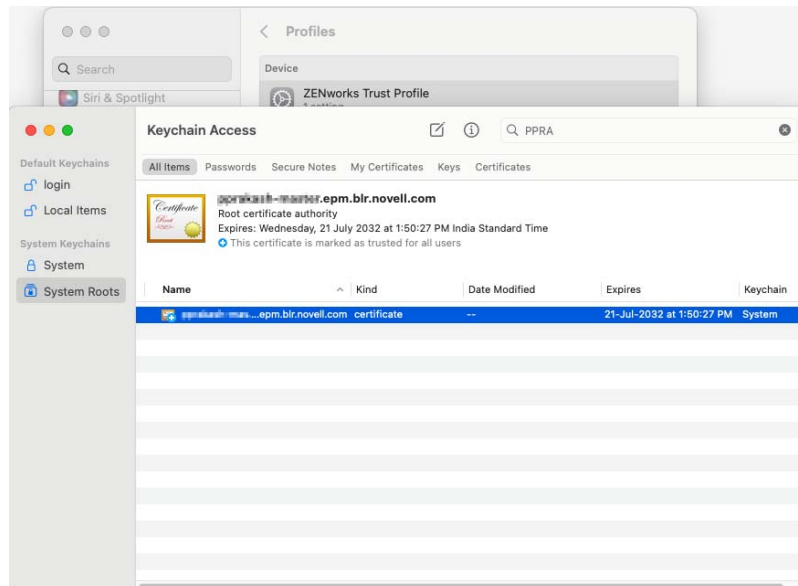 Profiles
Search
Device
Siri & Spotlight
ZENworks Trust Profile
Keychain Access
PPRA
Default Keychains
login
Local Items
System Keychains
System
System Roots
All Items Passwords Secure Notes My Certificates Keys Certificates
Certificate
Root
.epm.blr.novell.com
Root certificate authority
Expires: Wednesday, 21 July 2032 at 1:50:27 PM India Standard Time
This certificate is marked as trusted for all users
Name Kind Date Modified Expires Keychain
...epm.blr.novell.com certificate -- 21-Jul-2032 at 1:50:27 PM System